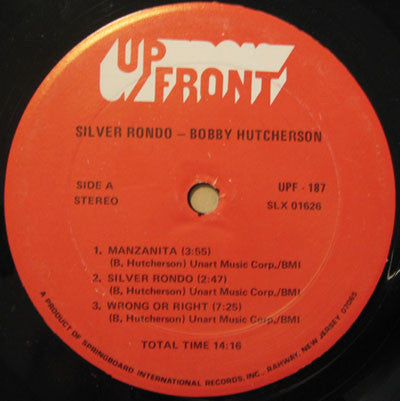 UP FRONT
SILVER RONDO – BOBBY HUTCHERSON
SIDE A
STEREO
UPF - 187
SLX 01626
1. MANZANITA (3:55)
(B, Hutcherson) Unart Music Corp./BMI
2. SILVER RONDO (2:47)
(B. Hutcherson) Unart Music Corp./BMI
3. WRONG OR RIGHT (7:25)
(B, Hutcherson) Unart Music Corp./BMI
TOTAL TIME 14:16
A PRODUCT OF SPRINGBOARD INTERNATIONAL RECORDS, INC., RAHWAY, NEW JERSEY 07065